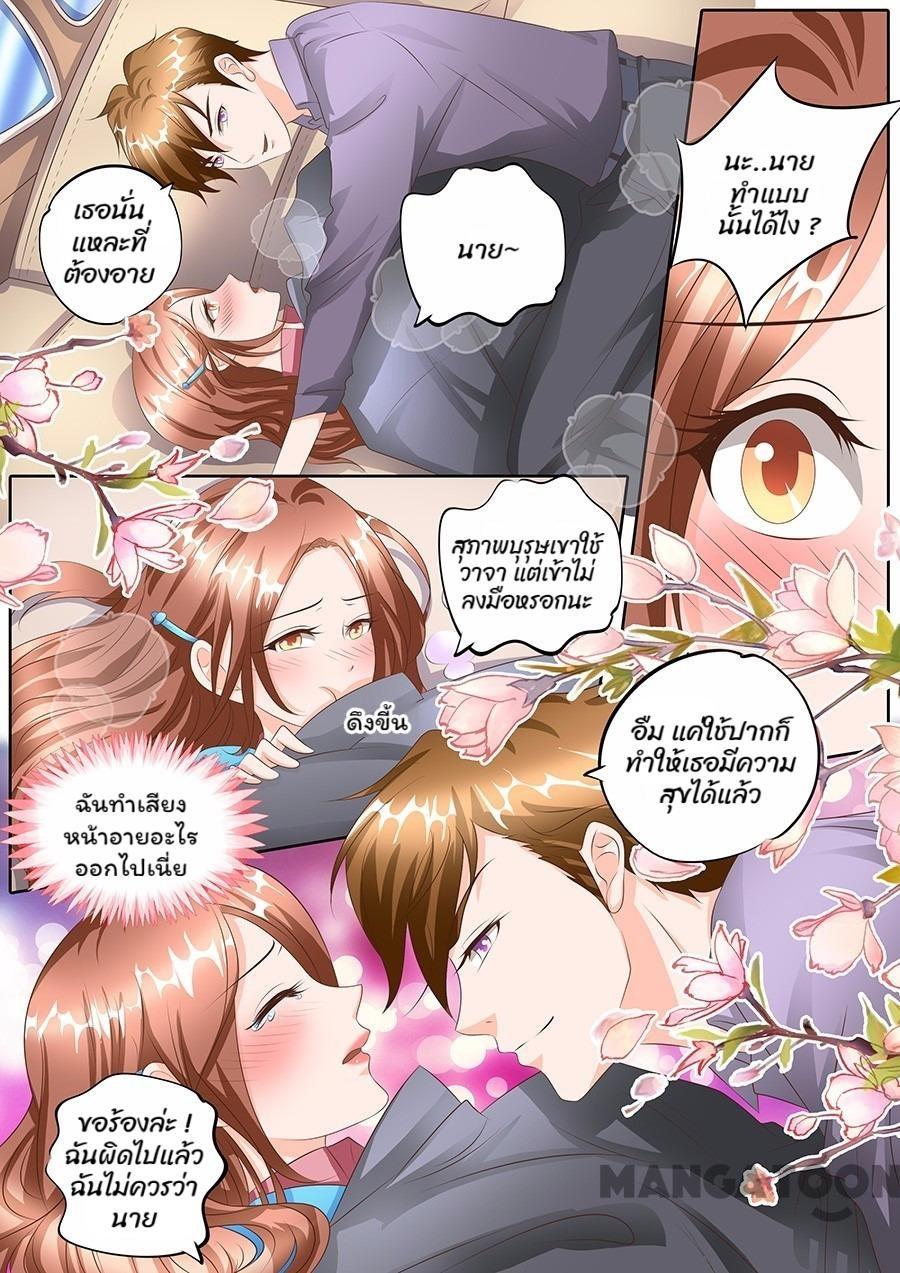 เธอนั่น
แหละที่
ต้องอาย
นาย~
นะ..นาย
ทำแบบ
นั้นได้ไง ?
สุภาพบุรุษเขาใช้
วาจา แต่เข้าไม่
ลงมือหรอกนะ
ดึงขึ้น
ฉันทำเสียง
หน้าอายอะไร
ออกไปเนี่ย
อืม แค่ใช้ปากก็
ทำให้เธอมีความ
สุขได้แล้ว
ขอร้องล่ะ !
ฉันผิดไปแล้ว
ฉันไม่ควรว่า
นาย
MANGATOON